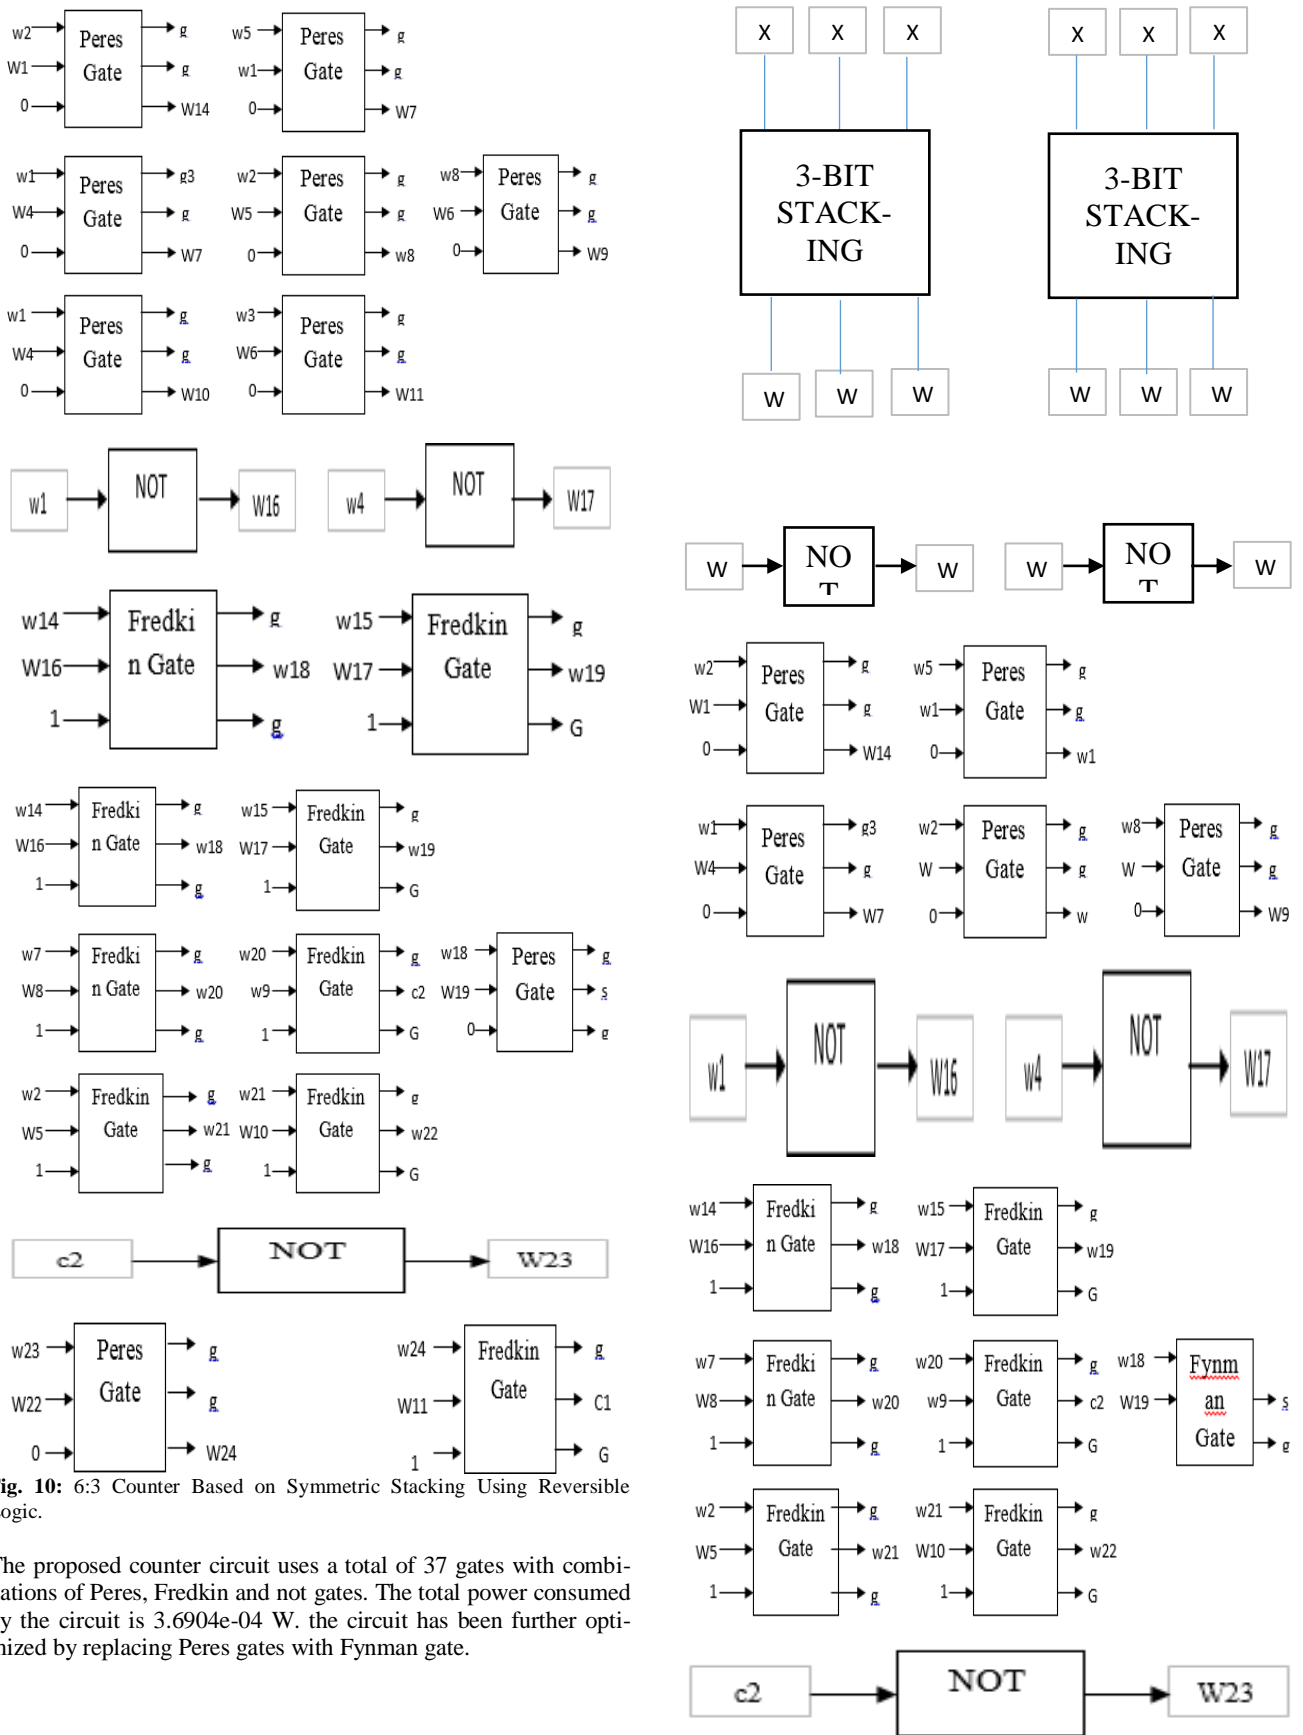 w2
W1
0
Peres
Gate
g
g
W14
w5
w1
0
Peres
Gate
g
g
W7
w1
W4
0
Peres
Gate
g3
g
W7
w2
W5
0
Peres
Gate
g
g
w8
w8
W6
0
Peres
Gate
g
g
W9
w1
W4
0
Peres
Gate
g
g
W10
w3
W6
0
Peres
Gate
g
g
W11
w1
NOT
W16
w4
NOT
W17
w14
W16
1
Fredki
n Gate
g
w18
g
w15
W17
1
Fredkin
Gate
g
w19
G
w14
W16
1
Fredki
n Gate
g
w18
g
w15
W17
1
Fredkin
Gate
g
w19
G
w7
W8
1
Fredki
n Gate
g
w20
g
w20
w9
1
Fredkin
Gate
g
c2
G
w18
W19
0
Peres
Gate
g
s
g
w2
W5
1
Fredkin
Gate
g
w21
g
w21
W10
1
Fredkin
Gate
g
w22
G
c2
NOT
W23
w23
W22
0
Peres
Gate
g
g
W24
w24
W11
1
Fredkin
Gate
g
C1
G
ig. 10: 6:3 Counter Based on Symmetric Stacking Using Reversible
ogic.
he proposed counter circuit uses a total of 37 gates with combi-
ations of Peres, Fredkin and not gates. The total power consumed
y the circuit is 3.6904e-04 W. the circuit has been further opti-
nized by replacing Peres gates with Fynman gate.
X X X
3-BIT
STACK-
ING
W W W
X X X
3-BIT
STACK-
ING
W W W
W
NO
T
W
W
NO
T
W
w2
W1
0
Peres
Gate
g
g
W14
w5
w1
0
Peres
Gate
g
g
w1
w1
W4
0
Peres
Gate
g3
g
W7
w2
W
0
Peres
Gate
g
g
w
w8
W
0
Peres
Gate
g
g
W9
w1
NOT
W16
w4
NOT
W17
w14
W16
1
Fredki
n Gate
g
w18
g
w15
W17
1
Fredkin
Gate
g
w19
G
w7
W8
1
Fredki
n Gate
g
w20
g
w20
w9
1
Fredkin
Gate
g
c2
G
w18
W19
Fynm
an
Gate
s
g
w2
W5
1
Fredkin
Gate
g
w21
g
w21
W10
1
Fredkin
Gate
g
w22
G
c2
NOT
W23